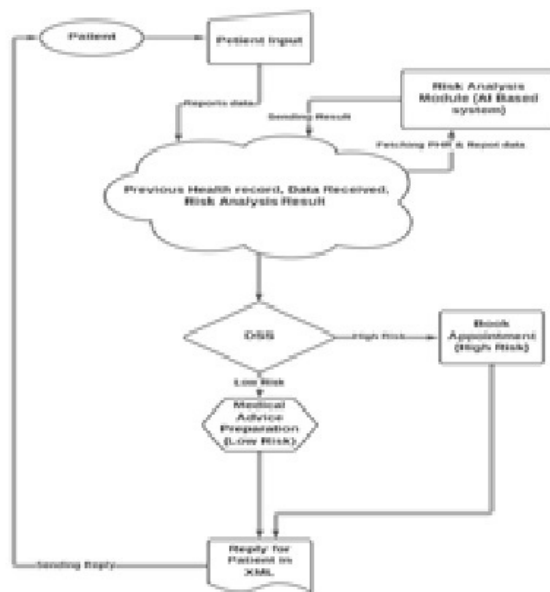 Patient
Patient Input
Risk Analysis
Module (AI Based
system)
Reports data
Sending Result
Fetching PHR & Report data
Previous Health record, Data Received,
Risk Analysis Result
DSS
High Risk
Book
Appointment
(High Risk)
Low Risk
Medical
Advice
Preparation
(Low Risk)
Reply for
Patient in
XML
Sending Reply